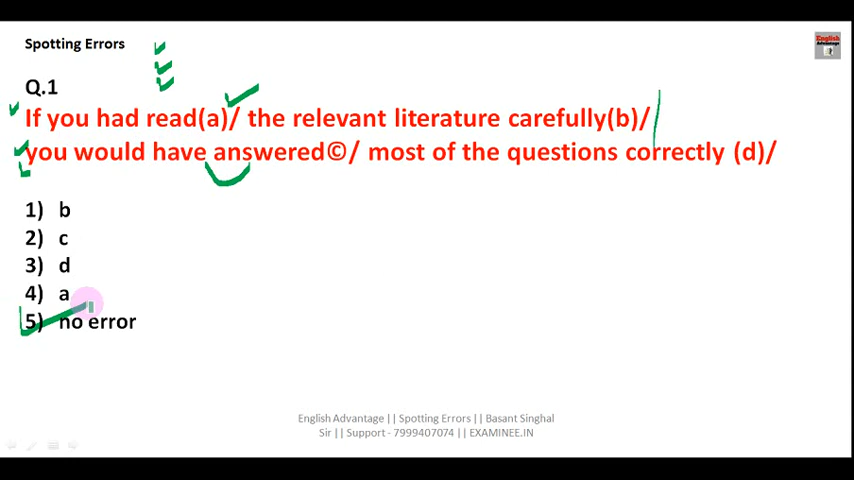 Spotting Errors
English
Advantage
Q.1
If you had read(a)/ the relevant literature carefully(b)/
you would have answered©/ most of the questions correctly (d)/
1) b
2) c
3) d
4) a
5) no error
English Advantage || Spotting Errors || Basant Singhal
Sir || Support - 7999407074 || EXAMINEE.IN